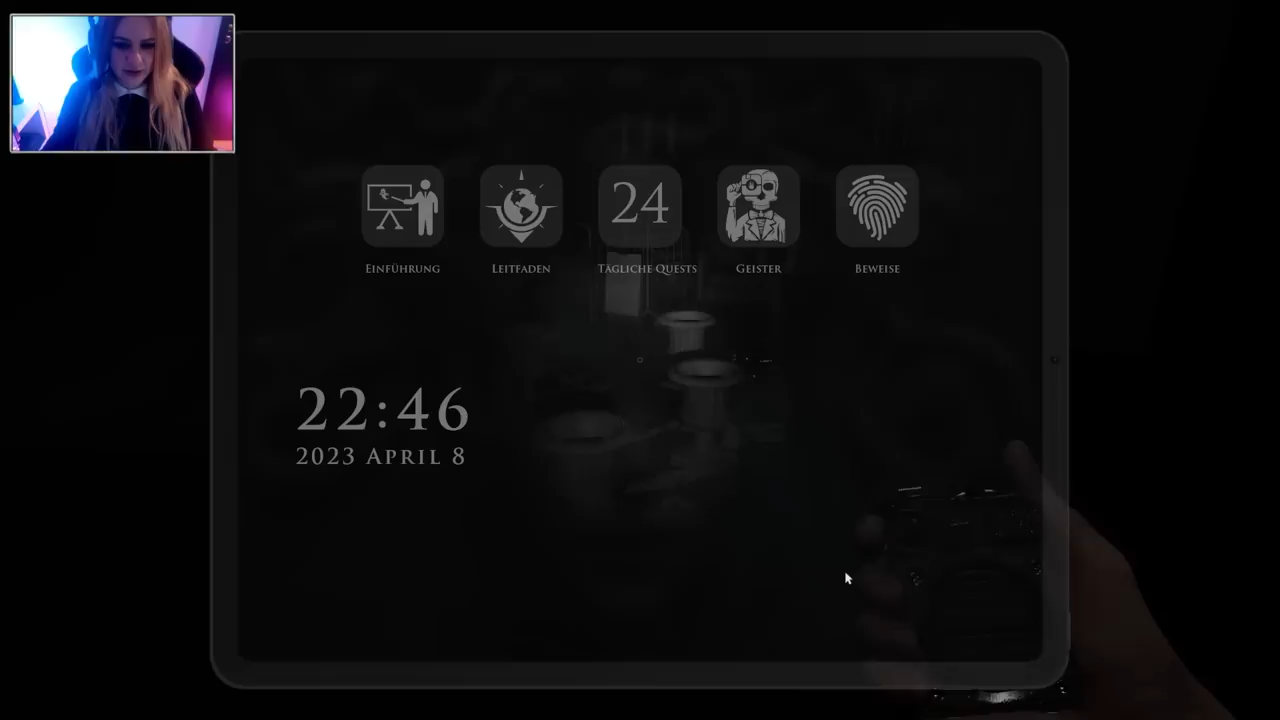 24
EINFÜHRUNG
LEITFADEN
TÄGLICHE QUESTS
GEISTER
BEWEISE
22:46
2023 APRIL 8